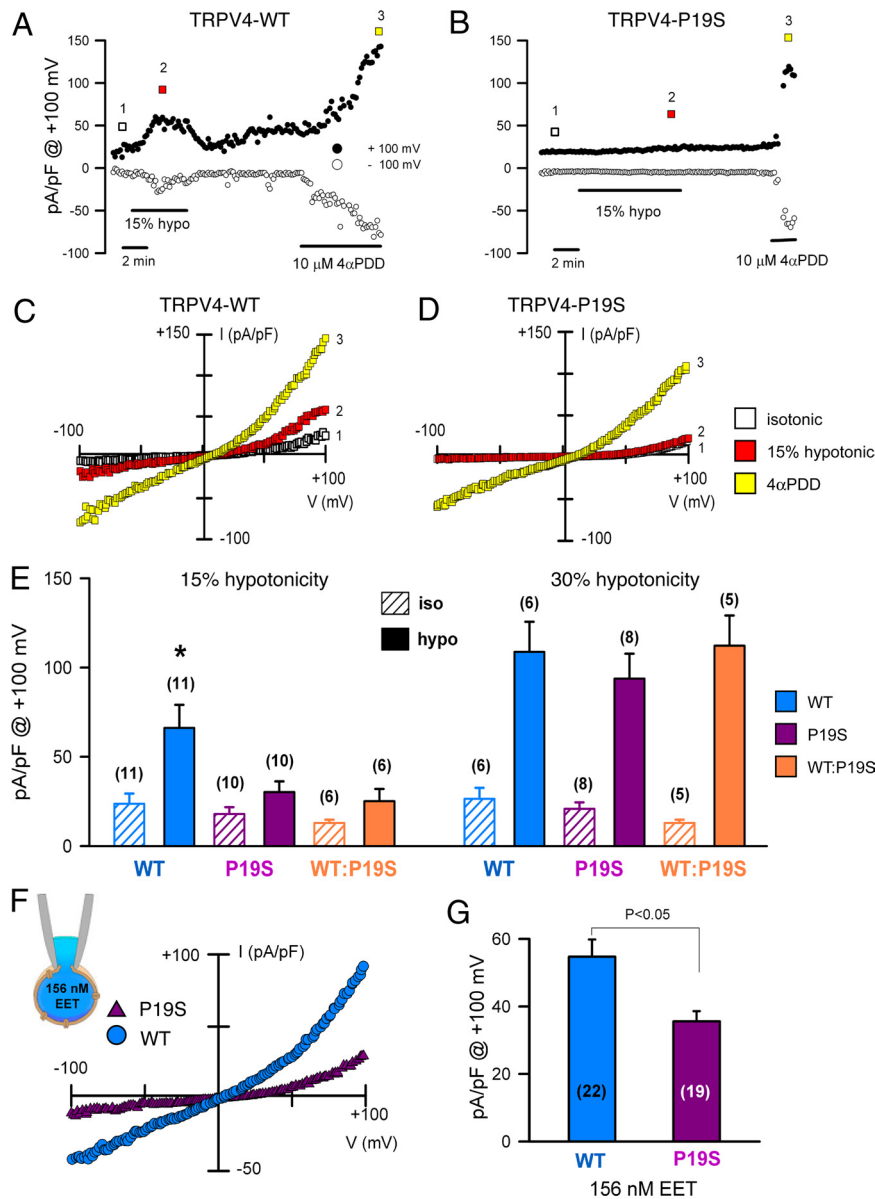 A
TRPV4-WT
B
TRPV4-P19S
pA/pF @ +100 mV
150
100
50
0
-50
-100
1
2
3
+ 100 mV
- 100 mV
15% hypo
2 min
10 µM 4αPDD
150
100
50
0
-50
-100
1
2
3
15% hypo
2 min
10 µM 4αPDD
C
TRPV4-WT
D
TRPV4-P19S
+150
I (pA/pF)
3
2
1
-100
+100
V (mV)
-100
+150
I (pA/pF)
3
2
1
-100
+100
V (mV)
-100
isotonic
15% hypotonic
4αPDD
E
15% hypotonicity
30% hypotonicity
pA/pF @ +100 mV
150
100
50
0
iso
hypo
*
(11)
(11)
(10)
(10)
(6)
(6)
(6)
(6)
(8)
(8)
(5)
(5)
WT
P19S
WT:P19S
WT
P19S
WT:P19S
WT
P19S
WT:P19S
F
156 nM
EET
P19S
WT
+100
I (pA/pF)
-100
+100
V (mV)
-50
G
P<0.05
pA/pF @ +100 mV
60
40
20
0
(22)
(19)
WT
P19S
156 nM EET